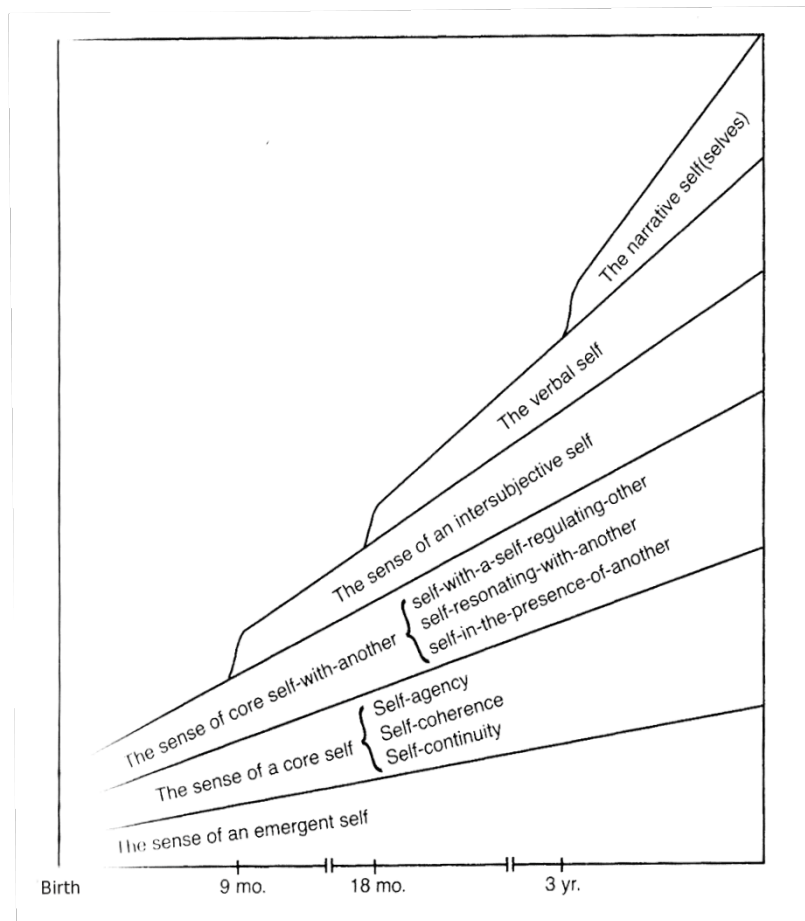 The narrative self(selves)
The verbal self
The sense of an intersubjective self
The sense of core self-with-another
self-with-a-self-regulating-other
self-resonating-with-another
self-in-the-presence-of-another
The sense of a core self
Self-agency
Self-coherence
Self-continuity
The sense of an emergent self
Birth
9 mo.
18 mo.
3 yr.